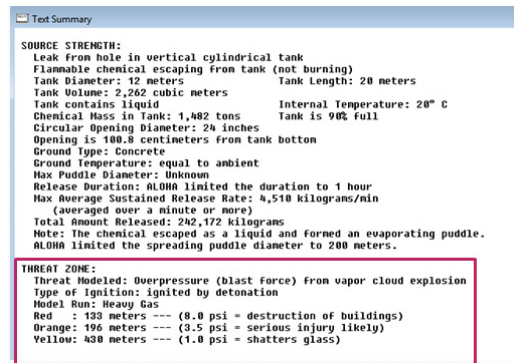 Text Summary
SOURCE STRENGTH:
Leak from hole in vertical cylindrical tank
Flammable chemical escaping from tank (not burning)
Tank Diameter: 12 meters Tank Length: 20 meters
Tank Volume: 2,262 cubic meters
Tank contains liquid Internal Temperature: 20° C
Chemical Mass in Tank: 1,482 tons Tank is 90% full
Circular Opening Diameter: 24 inches
Opening is 100.8 centimeters from tank bottom
Ground Type: Concrete
Ground Temperature: equal to ambient
Max Puddle Diameter: Unknown
Release Duration: ALOHA limited the duration to 1 hour
Max Average Sustained Release Rate: 4,510 kilograms/min
(averaged over a minute or more)
Total Amount Released: 242,172 kilograms
Note: The chemical escaped as a liquid and formed an evaporating puddle.
ALOHA limited the spreading puddle diameter to 200 meters.
THREAT ZONE:
Threat Modeled: Overpressure (blast force) from vapor cloud explosion
Type of Ignition: ignited by detonation
Model Run: Heavy Gas
Red : 133 meters --- (8.0 psi = destruction of buildings)
Orange: 196 meters --- (3.5 psi = serious injury likely)
Yellow: 430 meters --- (1.0 psi = shatters glass)